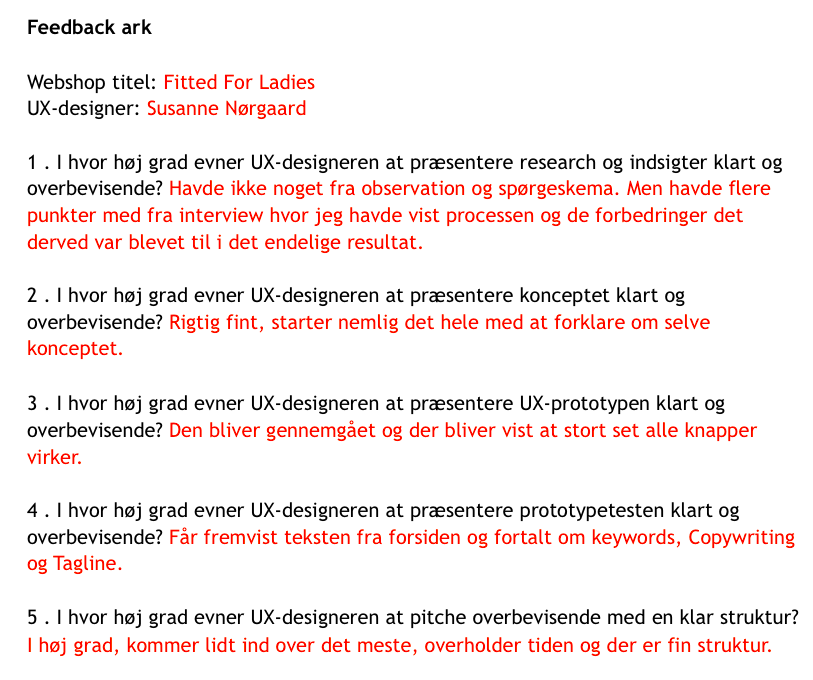 Feedback ark
Webshop titel: Fitted For Ladies
UX-designer: Susanne Nørgaard
1 . I hvor høj grad evner UX-designeren at præsentere research og indsigter klart og
overbevisende? Havde ikke noget fra observation og spørgeskema. Men havde flere
punkter med fra interview hvor jeg havde vist processen og de forbedringer det
derved var blevet til i det endelige resultat.
2 . I hvor høj grad evner UX-designeren at præsentere konceptet klart og
overbevisende? Rigtig fint, starter nemlig det hele med at forklare om selve
konceptet.
3 . I hvor høj grad evner UX-designeren at præsentere UX-prototypen klart og
overbevisende? Den bliver gennemgået og der bliver vist at stort set alle knapper
virker.
4 . I hvor høj grad evner UX-designeren at præsentere prototypetesten klart og
overbevisende? Får fremvist teksten fra forsiden og fortalt om keywords, Copywriting
og Tagline.
5 . I hvor høj grad evner UX-designeren at pitche overbevisende med en klar struktur?
I høj grad, kommer lidt ind over det meste, overholder tiden og der er fin struktur.